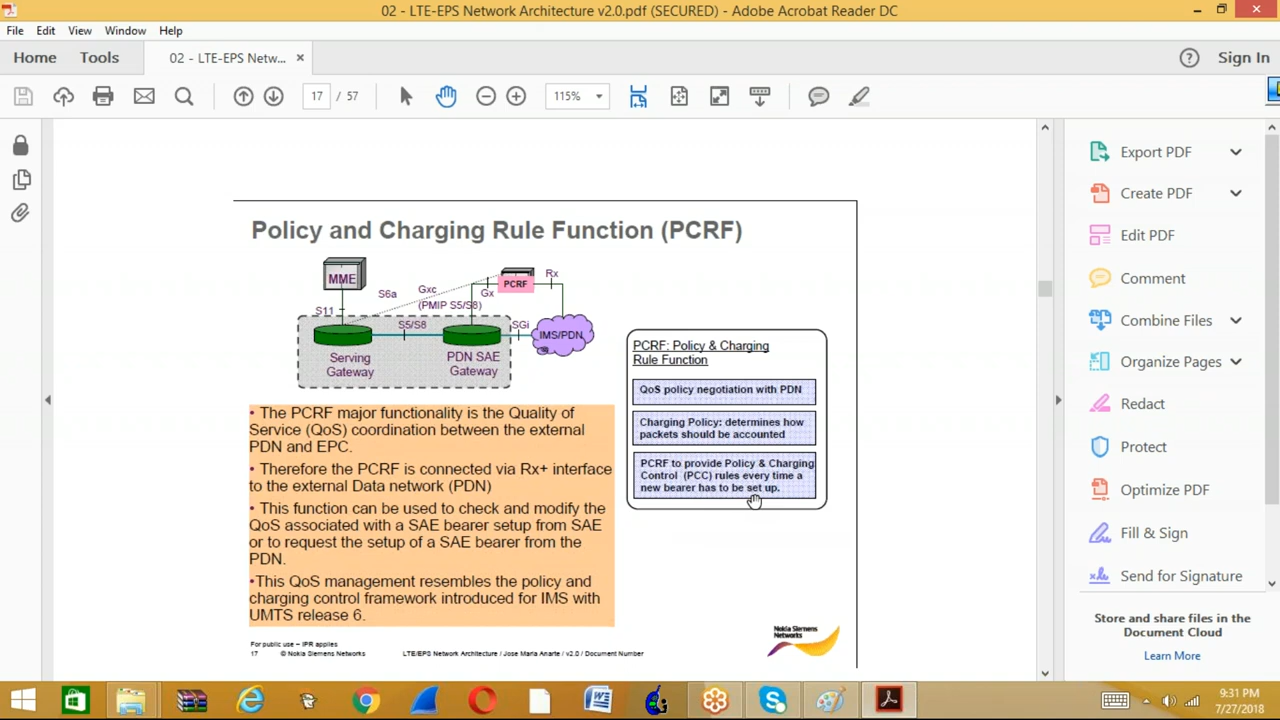 02 - LTE-EPS Network Architecture v2.0.pdf (SECURED) - Adobe Acrobat Reader DC
File Edit View Window Help
Home Tools 02 - LTE-EPS Netw... ×
? Sign In
17 / 57
115%
Policy and Charging Rule Function (PCRF)
MME
S6a
Gxc
(PMIP S5/S8)
Gx
PCRF
Rx
S11
S5/S8
SGi
IMS/PDN
Serving
Gateway
PDN SAE
Gateway
PCRF: Policy & Charging
Rule Function
QoS policy negotiation with PDN
Charging Policy: determines how
packets should be accounted
PCRF to provide Policy & Charging
Control (PCC) rules every time a
new bearer has to be set up.
• The PCRF major functionality is the Quality of
Service (QoS) coordination between the external
PDN and EPC.
• Therefore the PCRF is connected via Rx+ interface
to the external Data network (PDN)
• This function can be used to check and modify the
QoS associated with a SAE bearer setup from SAE
or to request the setup of a SAE bearer from the
PDN.
•This QoS management resembles the policy and
charging control framework introduced for IMS with
UMTS release 6.
Nokia Siemens
Networks
For public use – IPR applies
17 © Nokia Siemens Networks LTE/EPS Network Architecture / Jose Maria Anarte / v2.0 / Document Number
Export PDF
Create PDF
Edit PDF
Comment
Combine Files
Organize Pages
Redact
Protect
Optimize PDF
Fill & Sign
Send for Signature
Store and share files in the
Document Cloud
Learn More
9:31 PM
7/27/2018